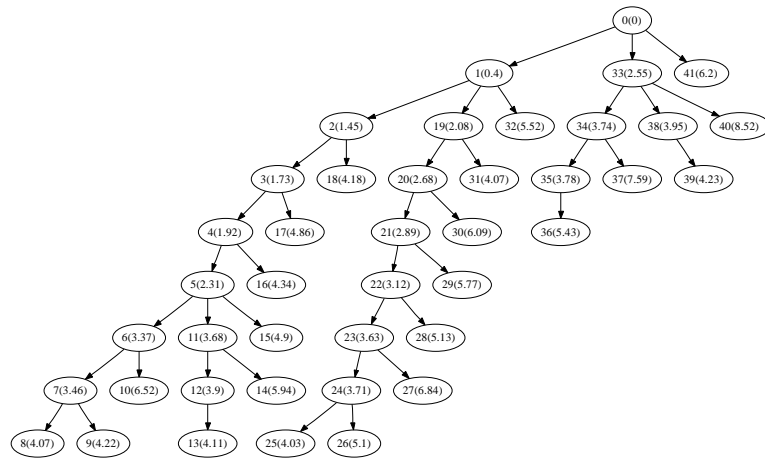 0(0)
1(0.4) 33(2.55) 41(6.2)
2(1.45) 19(2.08) 32(5.52) 34(3.74) 38(3.95) 40(8.52)
3(1.73) 18(4.18) 20(2.68) 31(4.07) 35(3.78) 37(7.59) 39(4.23)
4(1.92) 17(4.86) 21(2.89) 30(6.09) 36(5.43)
5(2.31) 16(4.34) 22(3.12) 29(5.77)
6(3.37) 11(3.68) 15(4.9) 23(3.63) 28(5.13)
7(3.46) 10(6.52) 12(3.9) 14(5.94) 24(3.71) 27(6.84)
8(4.07) 9(4.22) 13(4.11) 25(4.03) 26(5.1)